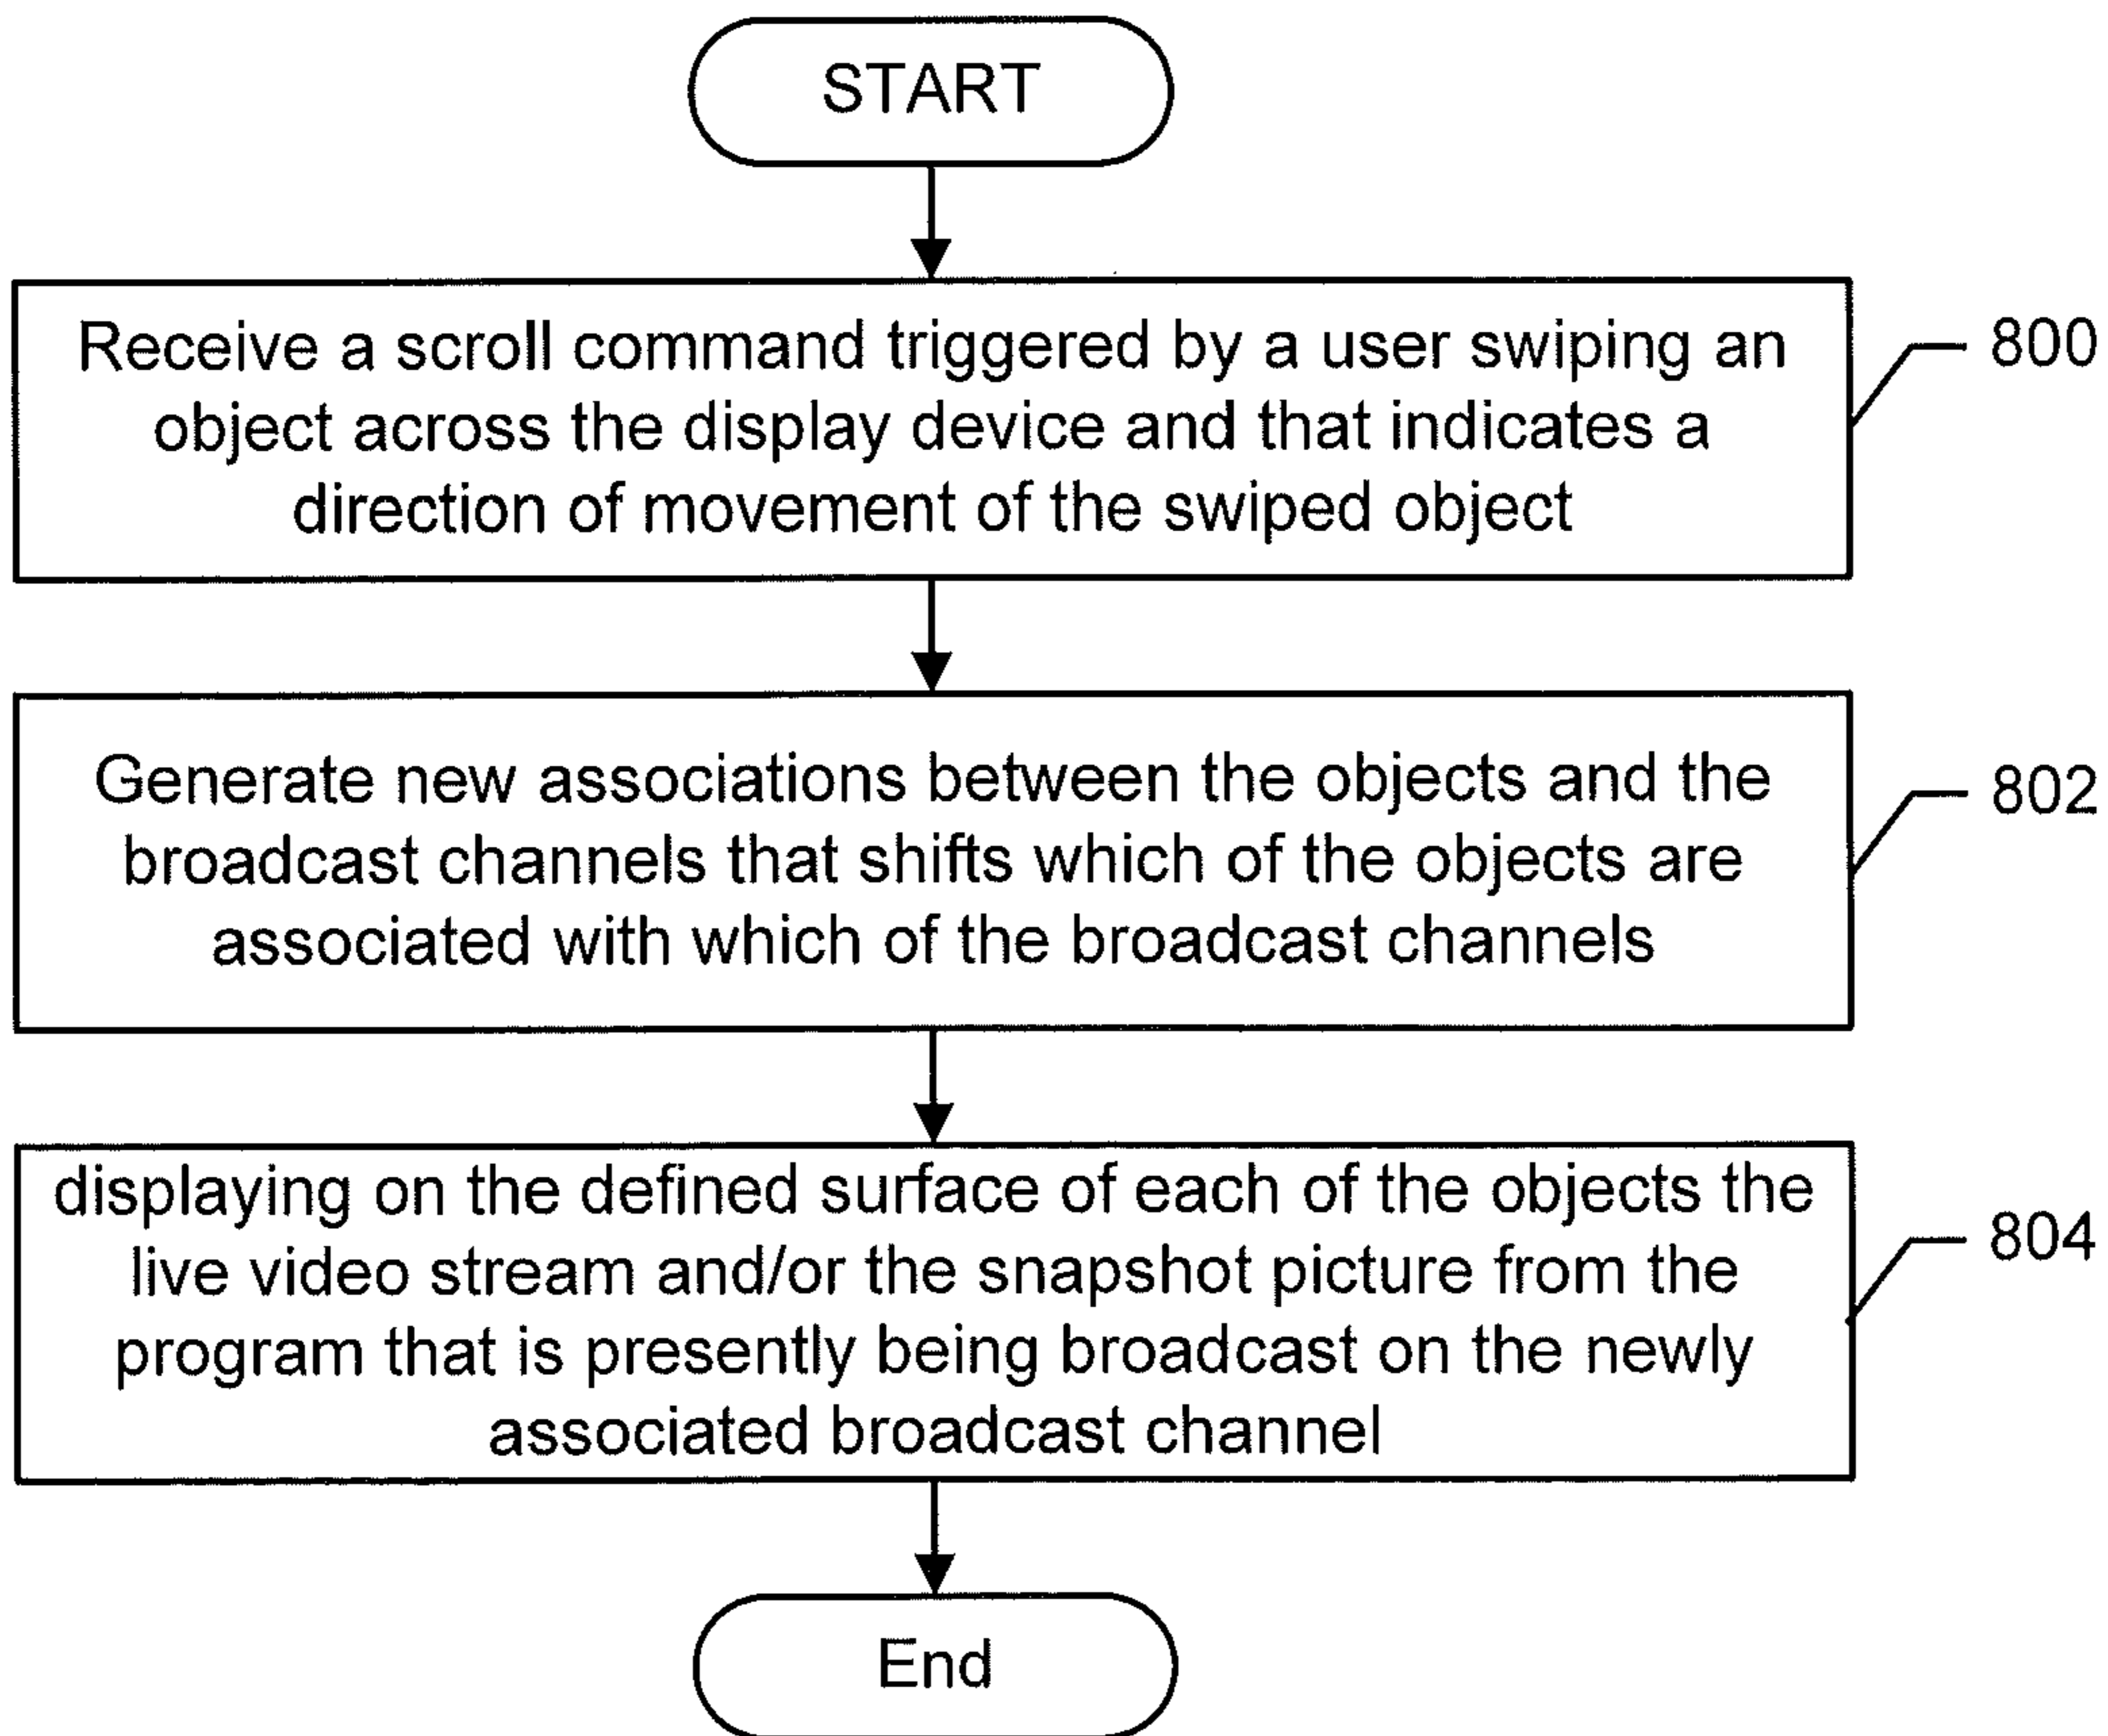 START
Receive a scroll command triggered by a user swiping an
object across the display device and that indicates a
direction of movement of the swiped object
800
Generate new associations between the objects and the
broadcast channels that shifts which of the objects are
associated with which of the broadcast channels
802
displaying on the defined surface of each of the objects the
live video stream and/or the snapshot picture from the
program that is presently being broadcast on the newly
associated broadcast channel
804
End